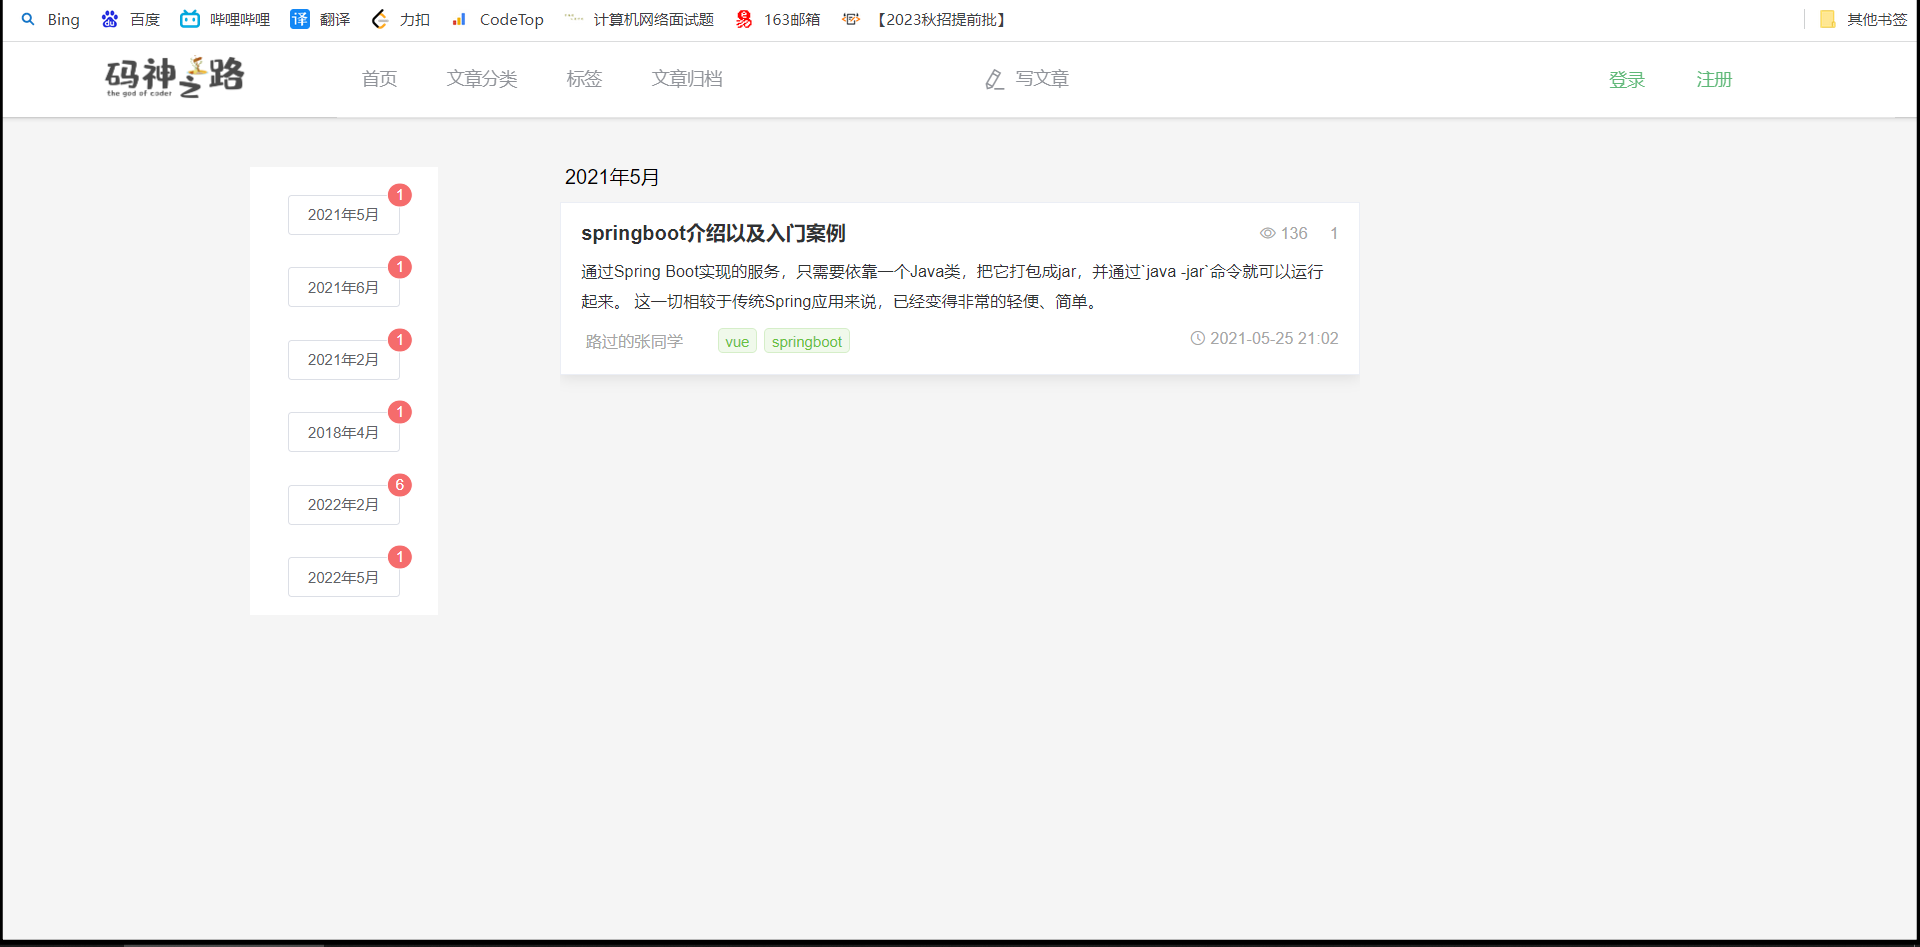 Bing 百度 哔哩哔哩 译 翻译 力扣 CodeTop 计算机网络面试题 163邮箱 【2023秋招提前批】 其他书签
码神之路 首页 文章分类 标签 文章归档 写文章 登录 注册
the god of coder
2021年5月 1
2021年6月 1
2021年2月 1
2018年4月 1
2022年2月 6
2022年5月 1
2021年5月
springboot介绍以及入门案例 136 1
通过Spring Boot实现的服务，只需要依靠一个Java类，把它打包成jar，并通过`java -jar`命令就可以运行
起来。 这一切相较于传统Spring应用来说，已经变得非常的轻便、简单。
路过的张同学 vue springboot 2021-05-25 21:02